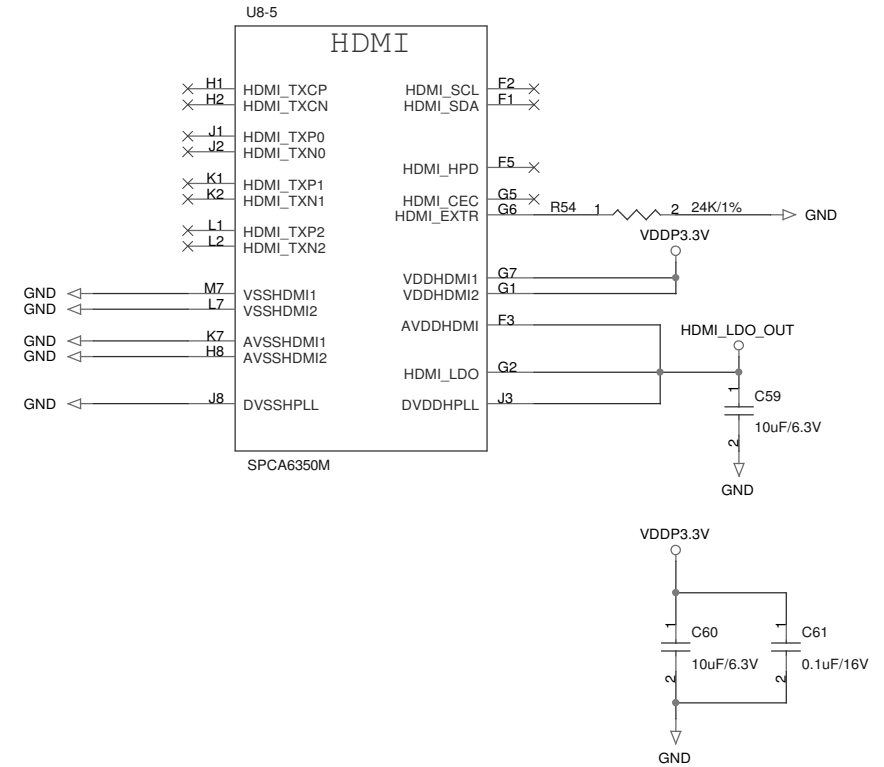 U8-5
HDMI
H1 HDMI_TXCP HDMI_SCL F2
H2 HDMI_TXCN HDMI_SDA F1
J1 HDMI_TXP0
J2 HDMI_TXN0
HDMI_HPD F5
K1 HDMI_TXP1
K2 HDMI_TXN1 HDMI_CEC G5
HDMI_EXTR G6 R54 1 2 24K/1% GND
L1 HDMI_TXP2
L2 HDMI_TXN2
VDDP3.3V
VDDHDMI1 G7
GND M7 VSSHDMI1 VDDHDMI2 G1
GND L7 VSSHDMI2
AVDDHDMI F3
HDMI_LDO_OUT
GND K7 AVSSHDMI1
GND H8 AVSSHDMI2
HDMI_LDO G2
GND J8 DVSSHPLL DVDDHPLL J3
1 C59
10uF/6.3V
2
GND
SPCA6350M
VDDP3.3V
1 C60 1 C61
10uF/6.3V 0.1uF/16V
2 2
GND